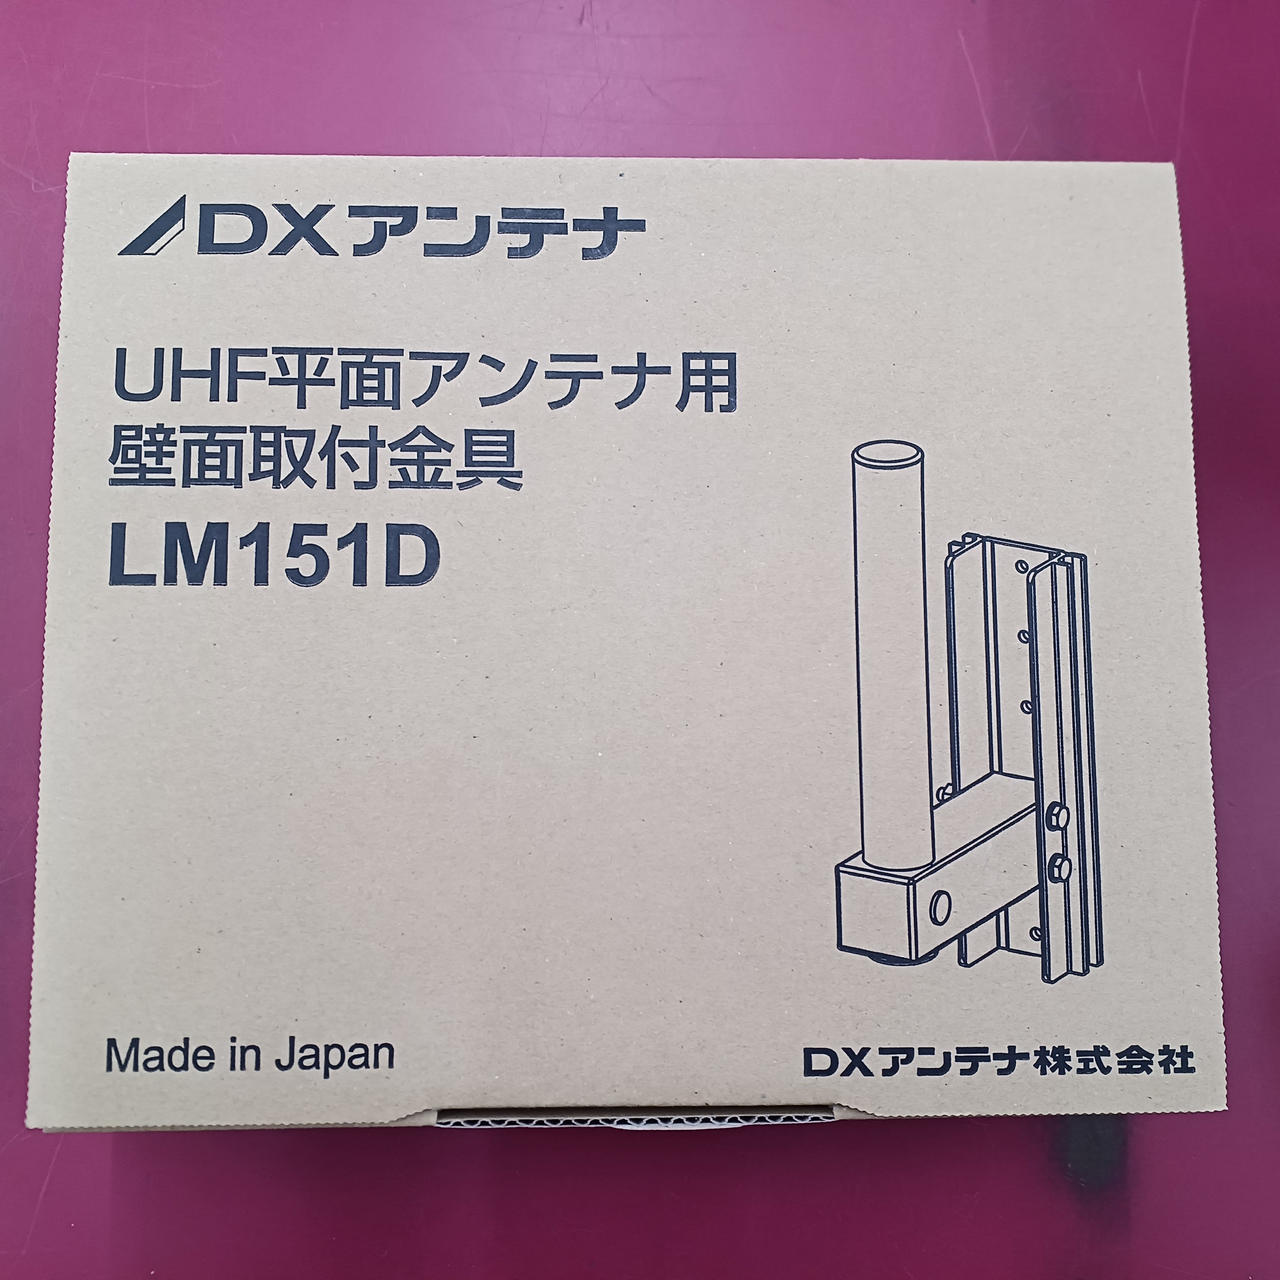 DXアンテナ
UHF平面アンテナ用
壁面取付金具
LM151D
Made in Japan
DXアンテナ株式会社